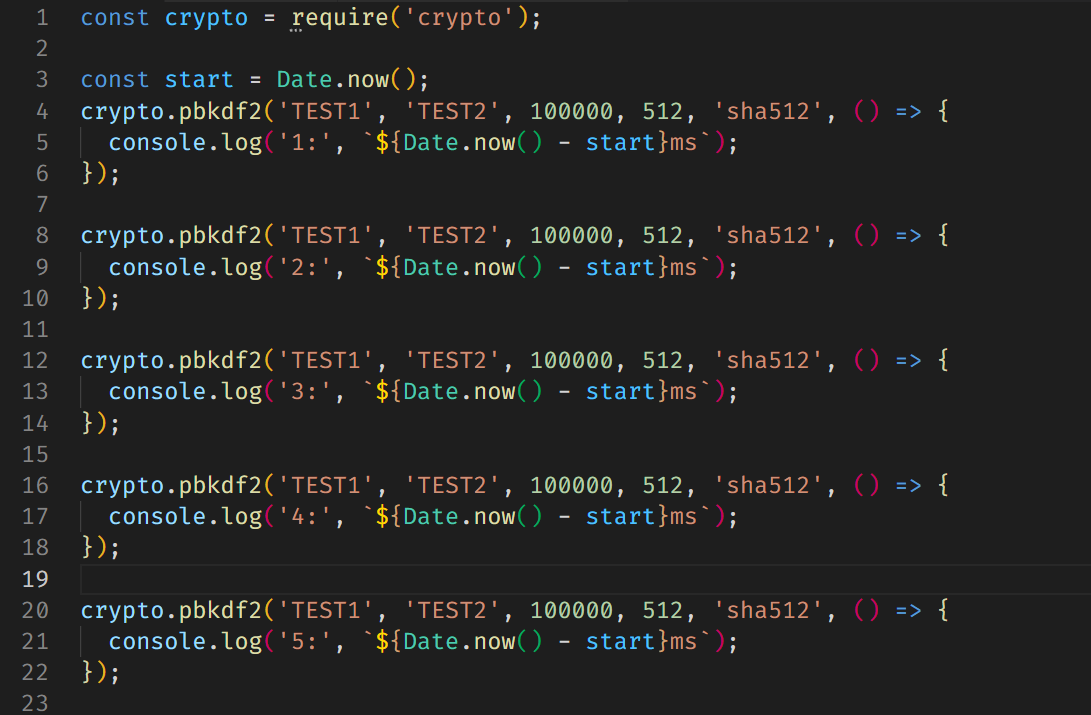 1 const crypto = require('crypto');
2
3 const start = Date.now();
4 crypto.pbkdf2('TEST1', 'TEST2', 100000, 512, 'sha512', () => {
5   console.log('1:', `${Date.now() - start}ms`);
6 });
7
8 crypto.pbkdf2('TEST1', 'TEST2', 100000, 512, 'sha512', () => {
9   console.log('2:', `${Date.now() - start}ms`);
10 });
11
12 crypto.pbkdf2('TEST1', 'TEST2', 100000, 512, 'sha512', () => {
13   console.log('3:', `${Date.now() - start}ms`);
14 });
15
16 crypto.pbkdf2('TEST1', 'TEST2', 100000, 512, 'sha512', () => {
17   console.log('4:', `${Date.now() - start}ms`);
18 });
19
20 crypto.pbkdf2('TEST1', 'TEST2', 100000, 512, 'sha512', () => {
21   console.log('5:', `${Date.now() - start}ms`);
22 });
23